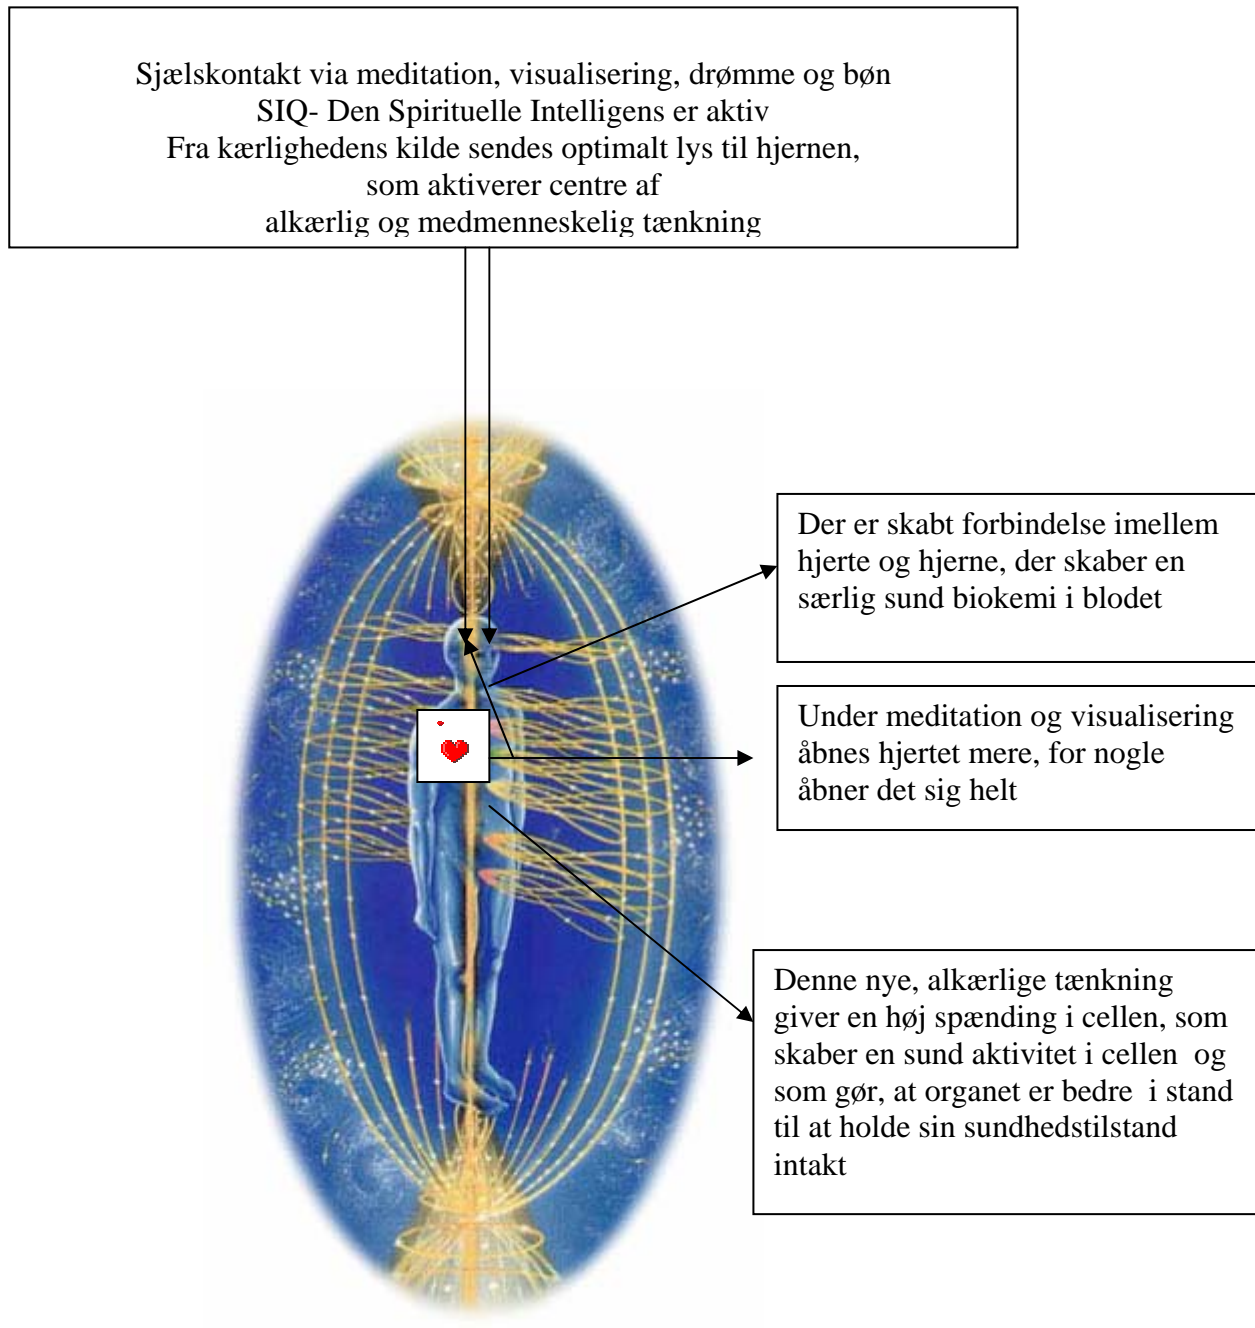 Sjælskontakt via meditation, visualisering, drømme og bøn
SIQ- Den Spirituelle Intelligens er aktiv
Fra kærlighedens kilde sendes optimalt lys til hjernen,
som aktiverer centre af
alkærlig og medmenneskelig tænkning
Der er skabt forbindelse imellem
hjerte og hjerne, der skaber en
særlig sund biokemi i blodet
Under meditation og visualisering
åbnes hjertet mere, for nogle
åbner det sig helt
Denne nye, alkærlige tænkning
giver en høj spænding i cellen, som
skaber en sund aktivitet i cellen og
som gør, at organet er bedre i stand
til at holde sin sundhedstilstand
intakt